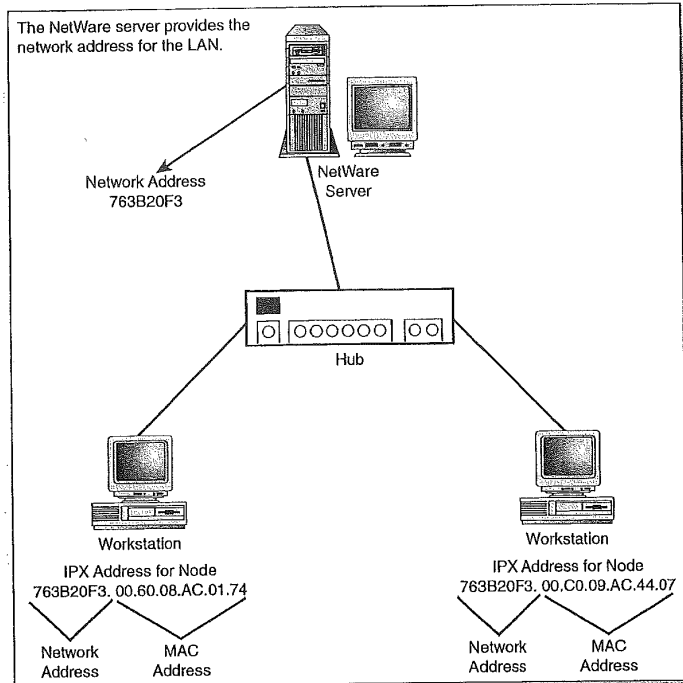 The NetWare server provides the
network address for the LAN.
Network Address
763B20F3
NetWare
Server
Hub
Workstation
IPX Address for Node
763B20F3. 00.60.08.AC.01.74
Network
Address
MAC
Address
Workstation
IPX Address for Node
763B20F3. 00.C0.09.AC.44.07
Network
Address
MAC
Address